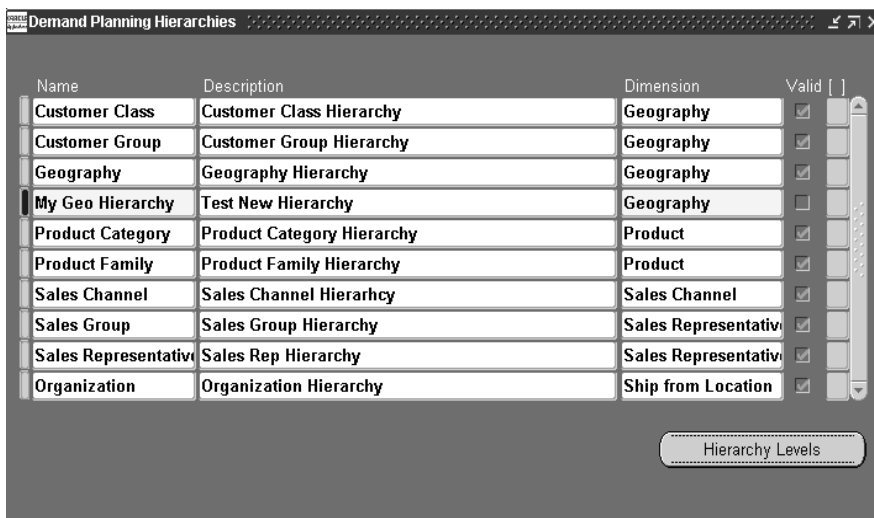 Demand Planning Hierarchies
Name Description Dimension Valid [ ]
Customer Class Customer Class Hierarchy Geography
Customer Group Customer Group Hierarchy Geography
Geography Geography Hierarchy Geography
My Geo Hierarchy Test New Hierarchy Geography
Product Category Product Category Hierarchy Product
Product Family Product Family Hierarchy Product
Sales Channel Sales Channel Hierarhcy Sales Channel
Sales Group Sales Group Hierarchy Sales Representativ
Sales Representativ Sales Rep Hierarchy Sales Representativ
Organization Organization Hierarchy Ship from Location
Hierarchy Levels